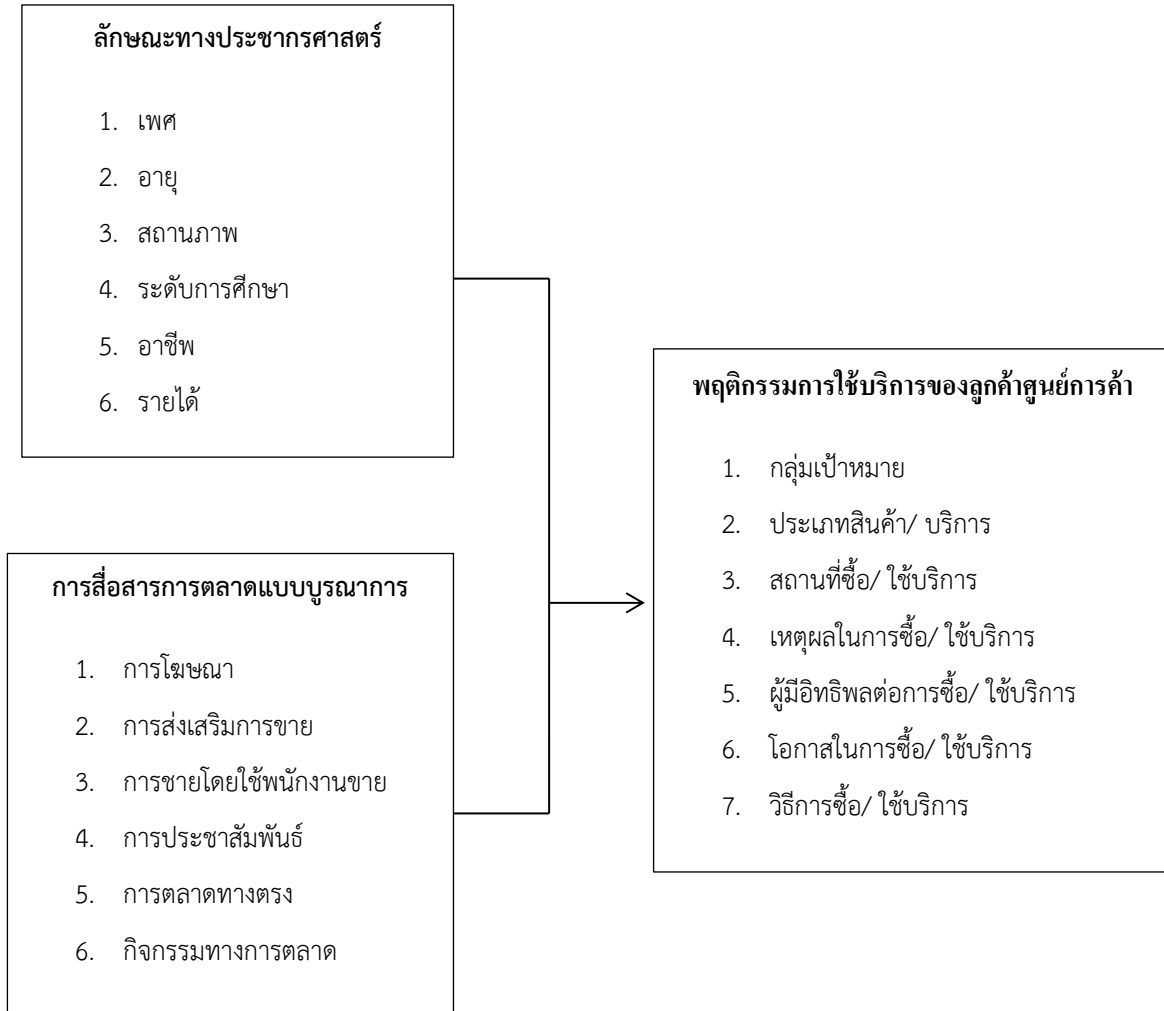 ลักษณะทางประชากรศาสตร์
1. เพศ
2. อายุ
3. สถานภาพ
4. ระดับการศึกษา
5. อาชีพ
6. รายได้
การสื่อสารการตลาดแบบบูรณาการ
1. การโฆษณา
2. การส่งเสริมการขาย
3. การชายโดยใช้พนักงานขาย
4. การประชาสัมพันธ์
5. การตลาดทางตรง
6. กิจกรรมทางการตลาด
พฤติกรรมการใช้บริการของลูกค้าศูนย์การค้า
1. กลุ่มเป้าหมาย
2. ประเภทสินค้า/ บริการ
3. สถานที่ซื้อ/ ใช้บริการ
4. เหตุผลในการซื้อ/ ใช้บริการ
5. ผู้มีอิทธิพลต่อการซื้อ/ ใช้บริการ
6. โอกาสในการซื้อ/ ใช้บริการ
7. วิธีการซื้อ/ ใช้บริการ